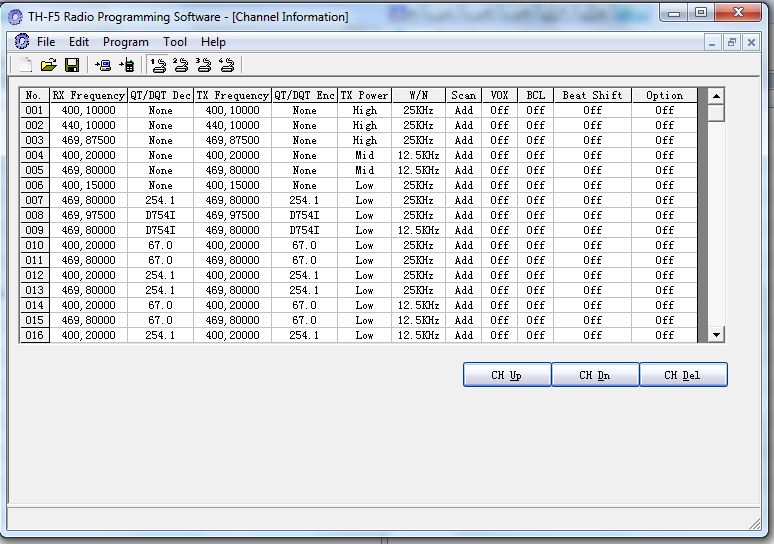 TH-F5 Radio Programming Software - [Channel Information]
File Edit Program Tool Help
1 2 3 4
No. RX Frequency QT/DQT Dec TX Frequency QT/DQT Enc TX Power W/N Scan VOX BCL Beat Shift Option
001 400,10000 None 400,10000 None High 25KHz Add Off Off Off Off
002 440,10000 None 440,10000 None High 25KHz Add Off Off Off Off
003 469,87500 None 469,87500 None High 25KHz Add Off Off Off Off
004 400,20000 None 400,20000 None Mid 12.5KHz Add Off Off Off Off
005 469,80000 None 469,80000 None Mid 12.5KHz Add Off Off Off Off
006 400,15000 None 400,15000 None Low 25KHz Add Off Off Off Off
007 469,80000 254.1 469,80000 254.1 Low 25KHz Add Off Off Off Off
008 469,97500 D754I 469,97500 D754I Low 25KHz Add Off Off Off Off
009 469,80000 D754I 469,80000 D754I Low 12.5KHz Add Off Off Off Off
010 400,20000 67.0 400,20000 67.0 Low 25KHz Add Off Off Off Off
011 469,80000 67.0 469,80000 67.0 Low 25KHz Add Off Off Off Off
012 400,20000 254.1 400,20000 254.1 Low 25KHz Add Off Off Off Off
013 469,80000 254.1 469,80000 254.1 Low 25KHz Add Off Off Off Off
014 400,20000 67.0 400,20000 67.0 Low 12.5KHz Add Off Off Off Off
015 469,80000 67.0 469,80000 67.0 Low 12.5KHz Add Off Off Off Off
016 400,20000 254.1 400,20000 254.1 Low 12.5KHz Add Off Off Off Off
CH Up CH Dn CH Del